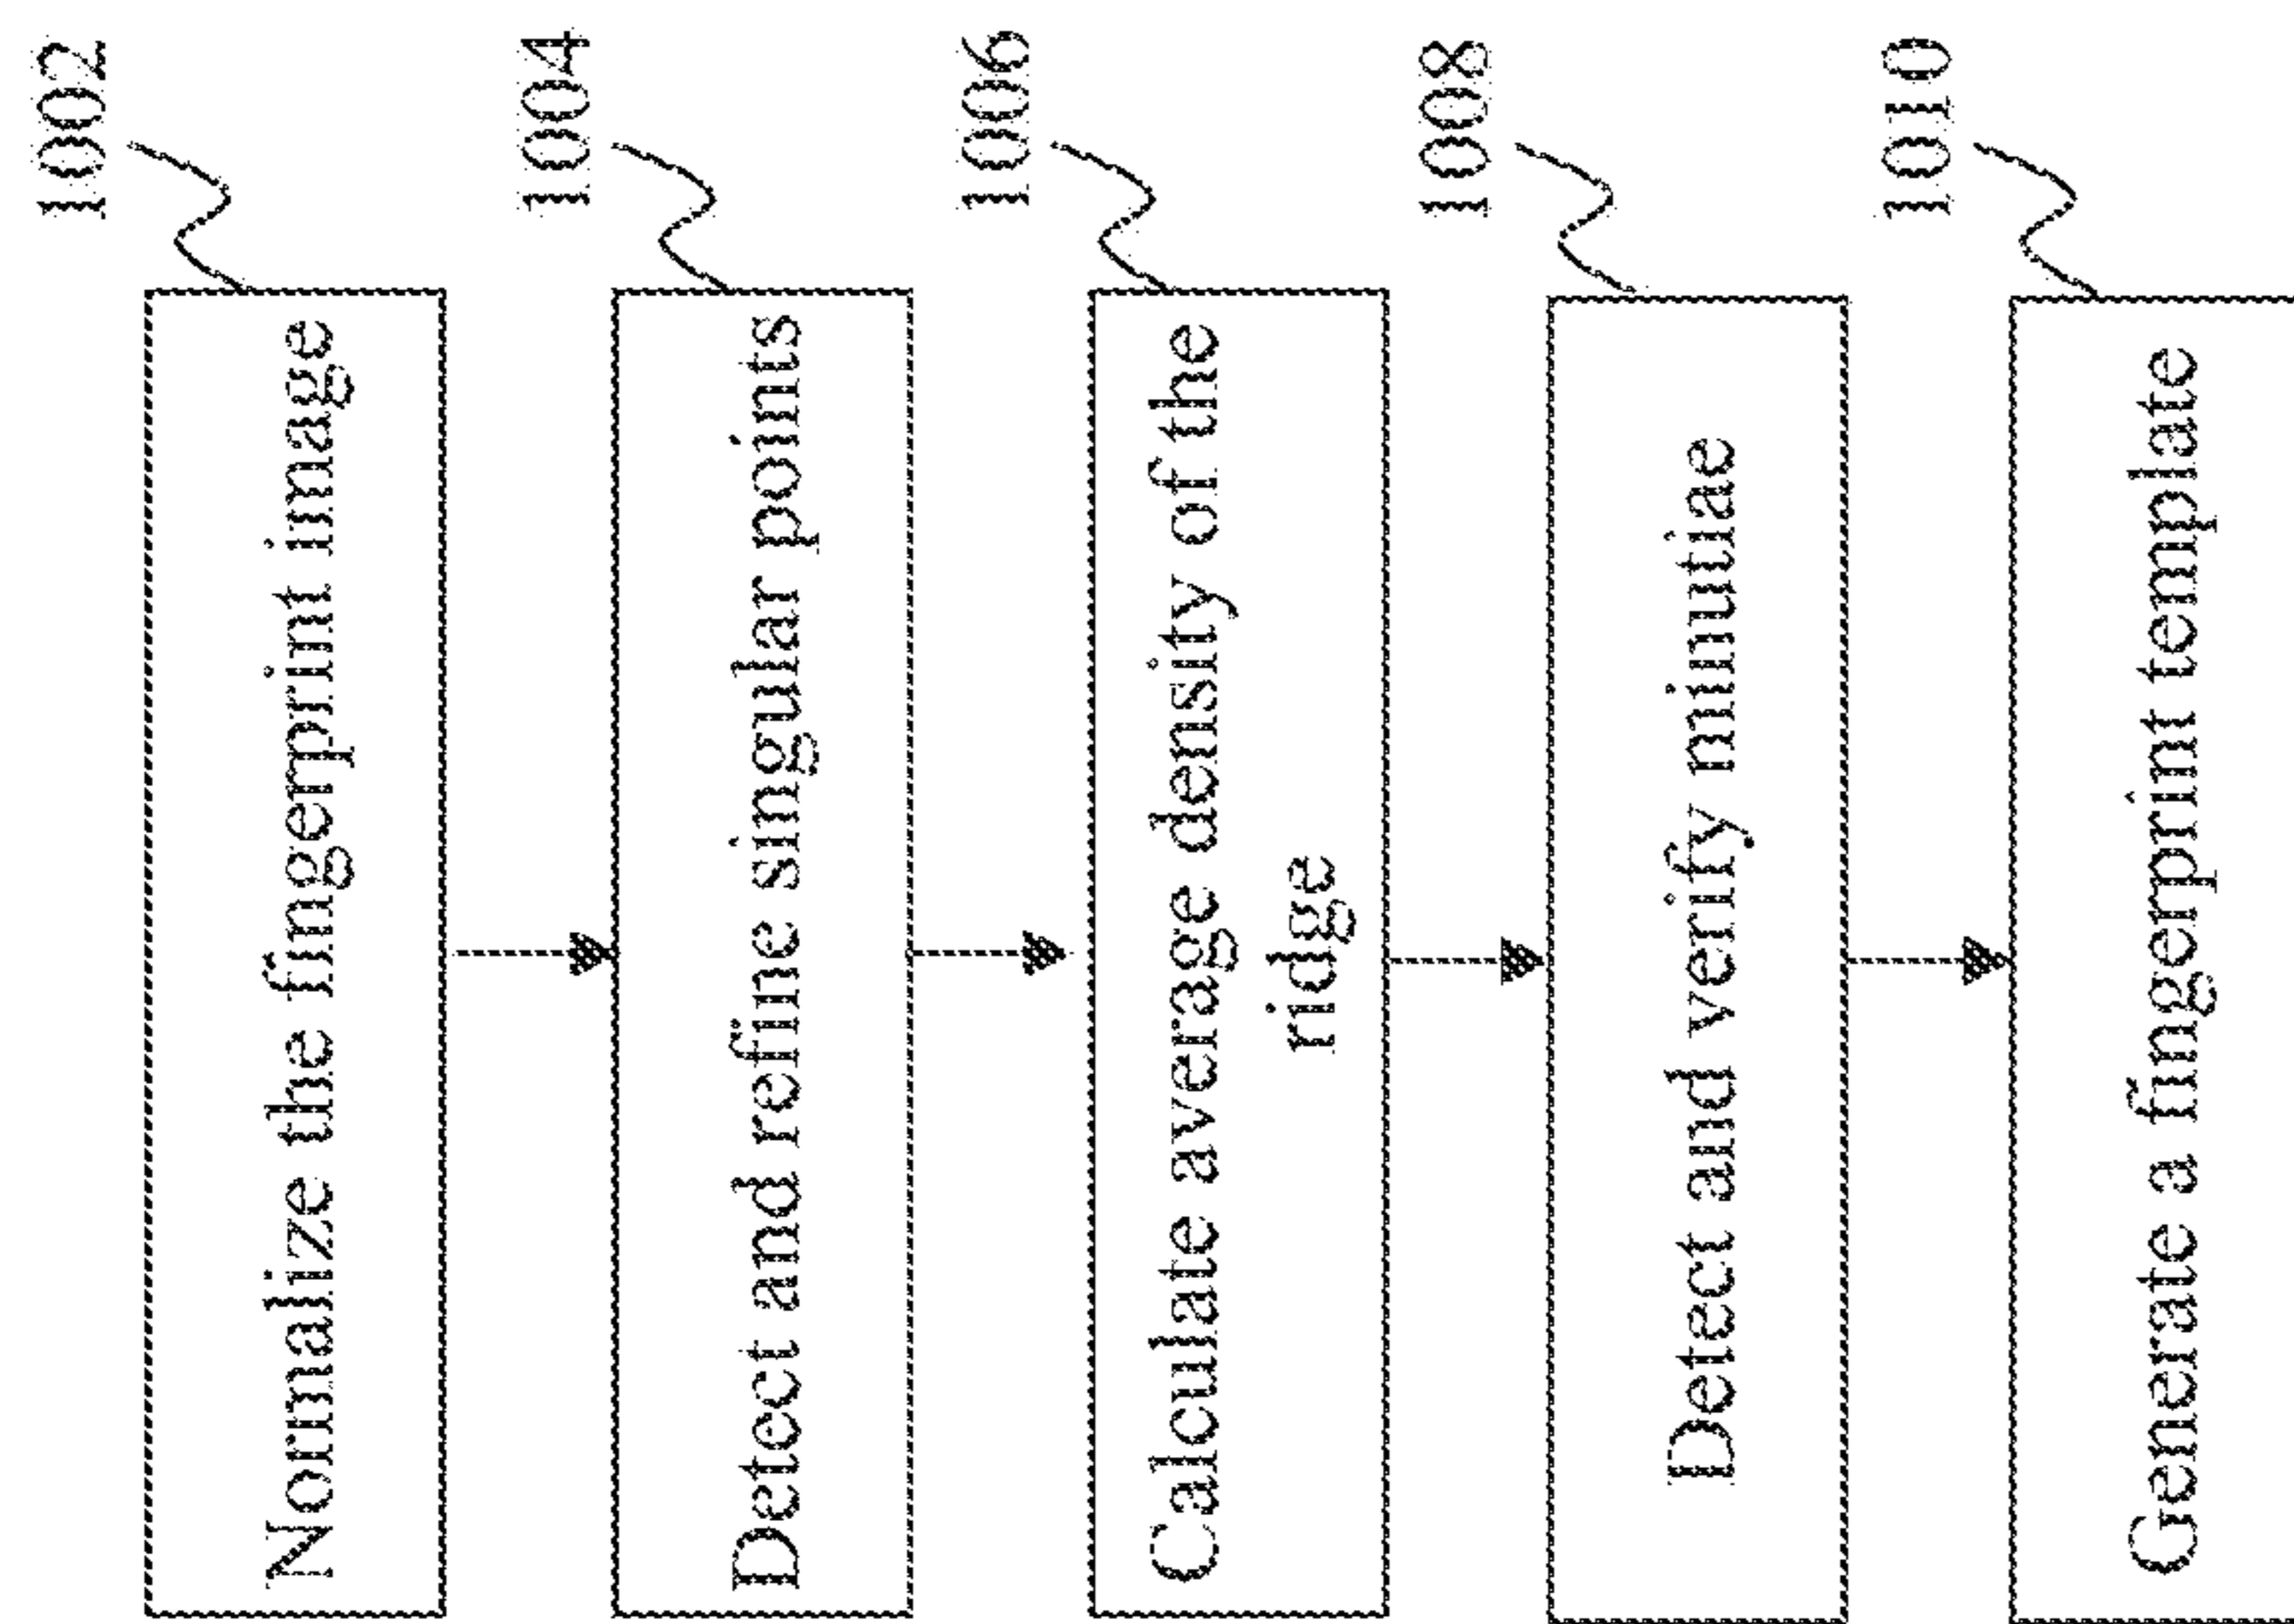 1002
Nomalize the fingerprint image
1004
Detect and refine singular points
1006
Calculate average density of the
ridge
1008
Detect and verify minutiae
1010
Generate a fingerprint template